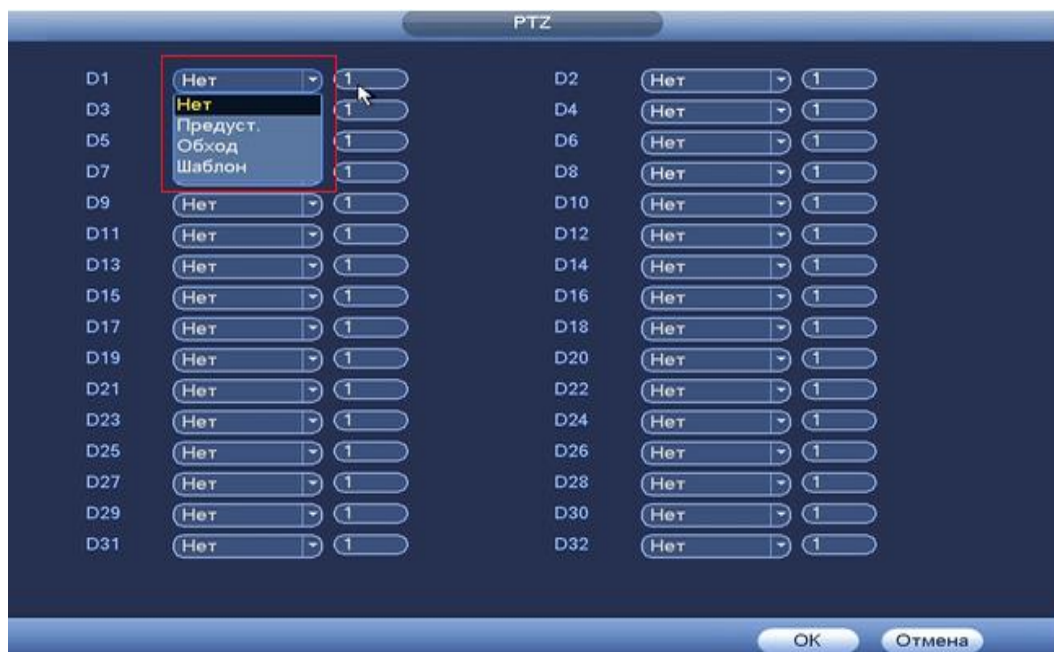 PTZ
D1 Нет 1 D2 Нет 1
D3 Нет 1 D4 Нет 1
D5 Предуст. 1 D6 Нет 1
Обход
D7 Шаблон 1 D8 Нет 1
D9 Нет 1 D10 Нет 1
D11 Нет 1 D12 Нет 1
D13 Нет 1 D14 Нет 1
D15 Нет 1 D16 Нет 1
D17 Нет 1 D18 Нет 1
D19 Нет 1 D20 Нет 1
D21 Нет 1 D22 Нет 1
D23 Нет 1 D24 Нет 1
D25 Нет 1 D26 Нет 1
D27 Нет 1 D28 Нет 1
D29 Нет 1 D30 Нет 1
D31 Нет 1 D32 Нет 1
OK Отмена